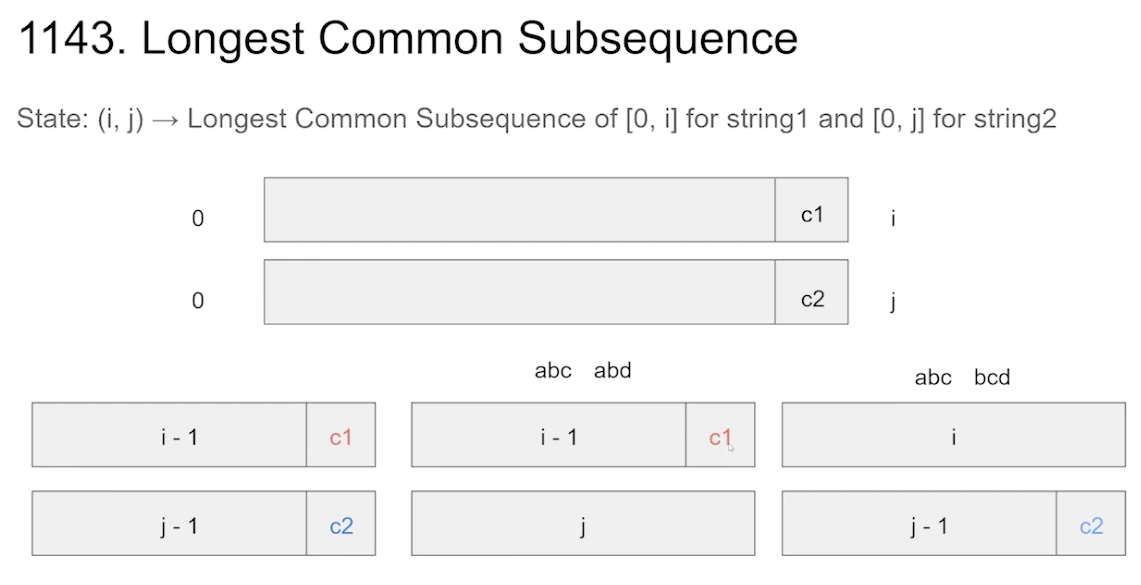 1143. Longest Common Subsequence
State: (i, j) → Longest Common Subsequence of [0, i] for string1 and [0, j] for string2
0 c1 i
0 c2 j
abc abd abc bcd
i - 1 c1 i - 1 c1 i
j - 1 c2 j j - 1 c2